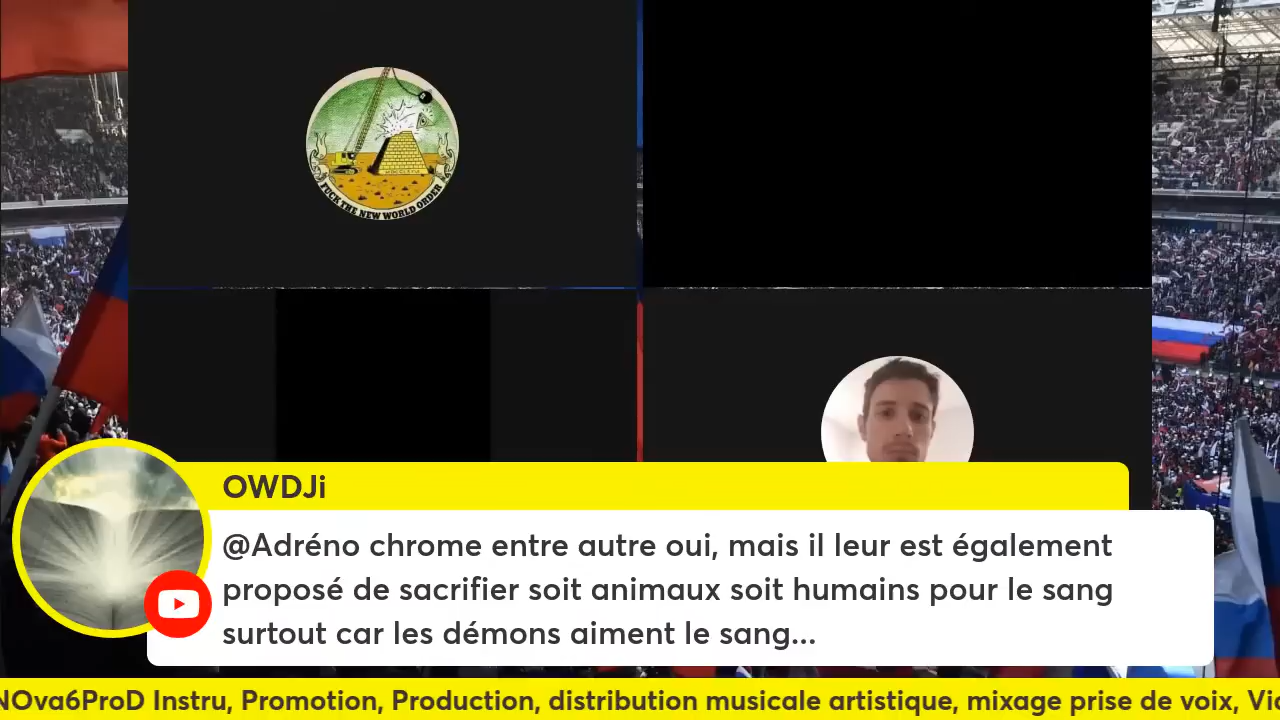 FUCK THE NEW WORLD ORDER
OWDJi
@Adréno chrome entre autre oui, mais il leur est également
proposé de sacrifier soit animaux soit humains pour le sang
surtout car les démons aiment le sang...
NOva6ProD Instru, Promotion, Production, distribution musicale artistique, mixage prise de voix, Vi